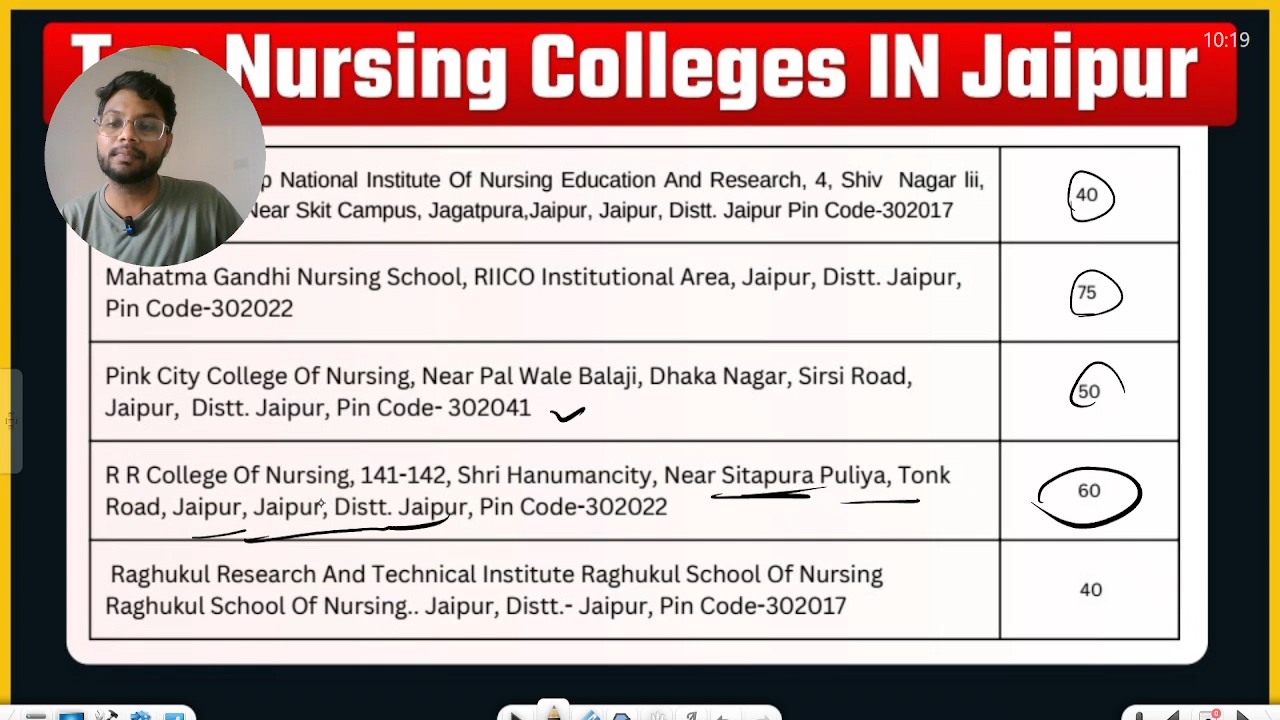 Nursing Colleges IN Jaipur
10:19
National Institute Of Nursing Education And Research, 4, Shiv Nagar Iii,
Near Skit Campus, Jagatpura,Jaipur, Jaipur, Distt. Jaipur Pin Code-302017
40
Mahatma Gandhi Nursing School, RIICO Institutional Area, Jaipur, Distt. Jaipur,
Pin Code-302022
75
Pink City College Of Nursing, Near Pal Wale Balaji, Dhaka Nagar, Sirsi Road,
Jaipur, Distt. Jaipur, Pin Code- 302041
50
R R College Of Nursing, 141-142, Shri Hanumancity, Near Sitapura Puliya, Tonk
Road, Jaipur, Jaipur, Distt. Jaipur, Pin Code-302022
60
Raghukul Research And Technical Institute Raghukul School Of Nursing
Raghukul School Of Nursing.. Jaipur, Distt.- Jaipur, Pin Code-302017
40